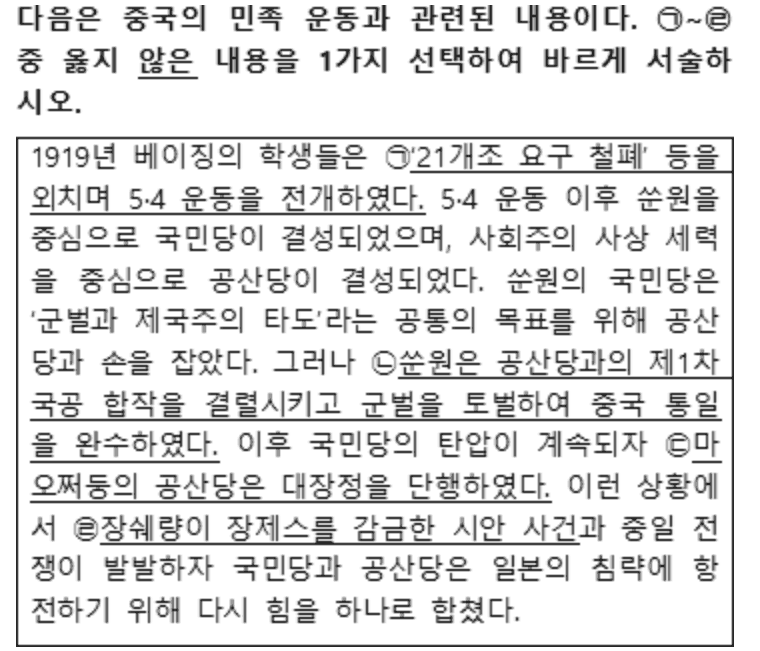 다음은 중국의 민족 운동과 관련된 내용이다. ㉠~㉣
중 옳지 않은 내용을 1가지 선택하여 바르게 서술하
시오.
1919년 베이징의 학생들은 ㉠'21개조 요구 철폐' 등을
외치며 5·4 운동을 전개하였다. 5·4 운동 이후 쑨원을
중심으로 국민당이 결성되었으며, 사회주의 사상 세력
을 중심으로 공산당이 결성되었다. 쑨원의 국민당은
'군벌과 제국주의 타도'라는 공통의 목표를 위해 공산
당과 손을 잡았다. 그러나 ㉡쑨원은 공산당과의 제1차
국공 합작을 결렬시키고 군벌을 토벌하여 중국 통일
을 완수하였다. 이후 국민당의 탄압이 계속되자 ㉢마
오쩌둥의 공산당은 대장정을 단행하였다. 이런 상황에
서 ㉣장쉐량이 장제스를 감금한 시안 사건과 중일 전
쟁이 발발하자 국민당과 공산당은 일본의 침략에 항
전하기 위해 다시 힘을 하나로 합쳤다.